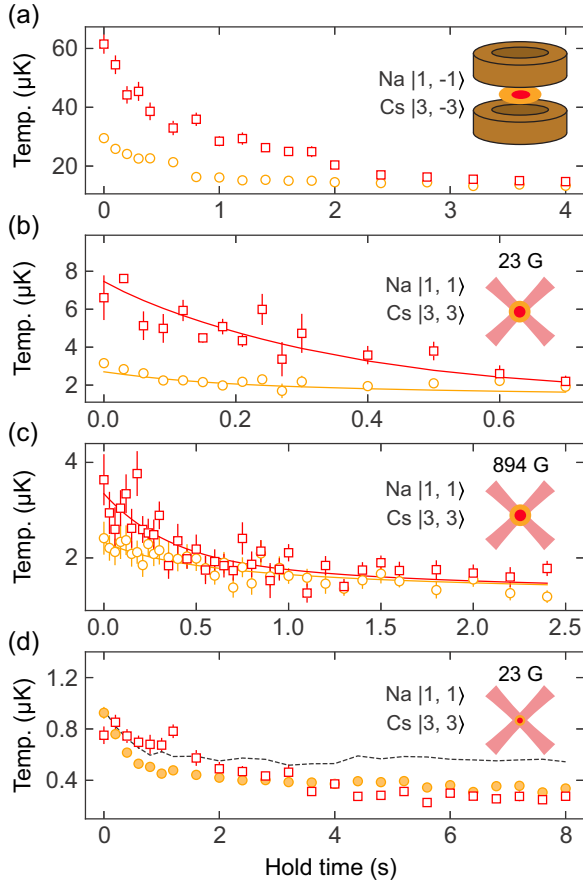 (a)
Temp. (μK)
60
40
20
Na |1, -1⟩
Cs |3, -3⟩
0 1 2 3 4
(b)
Temp. (μK)
8
6
4
2
23 G
Na |1, 1⟩
Cs |3, 3⟩
0.0 0.2 0.4 0.6
(c)
Temp. (μK)
4
2
894 G
Na |1, 1⟩
Cs |3, 3⟩
0.0 0.5 1.0 1.5 2.0 2.5
(d)
Temp. (μK)
1.2
0.8
0.4
23 G
Na |1, 1⟩
Cs |3, 3⟩
0 2 4 6 8
Hold time (s)